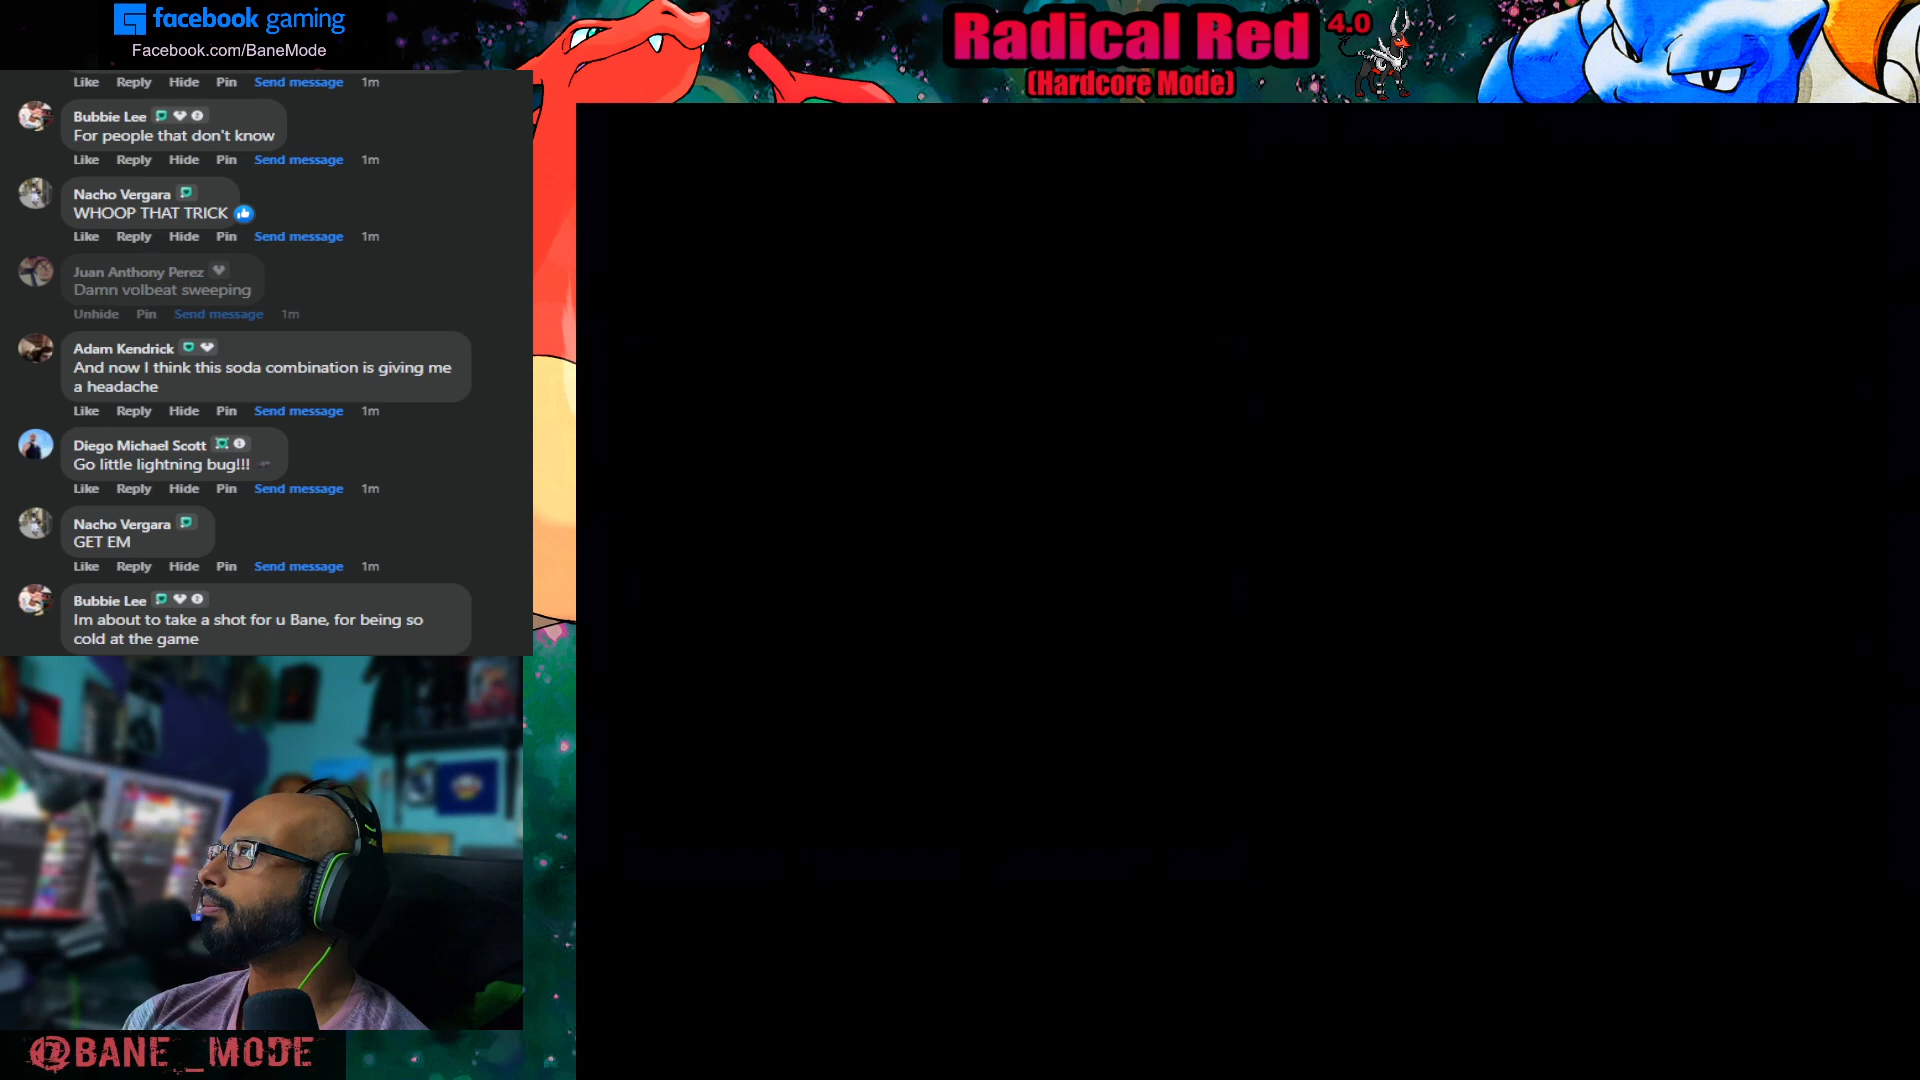 facebook gaming
Facebook.com/BaneMode
Radical Red 4.0
(Hardcore Mode)
Like Reply Hide Pin Send message 1m
Bubbie Lee
For people that don't know
Like Reply Hide Pin Send message 1m
Nacho Vergara
WHOOP THAT TRICK
Like Reply Hide Pin Send message 1m
Juan Anthony Perez
Damn volbeat sweeping
Unhide Pin Send message 1m
Adam Kendrick
And now I think this soda combination is giving me
a headache
Like Reply Hide Pin Send message 1m
Diego Michael Scott
Go little lightning bug!!!
Like Reply Hide Pin Send message 1m
Nacho Vergara
GET EM
Like Reply Hide Pin Send message 1m
Bubbie Lee
Im about to take a shot for u Bane, for being so
cold at the game
@BANE_MODE